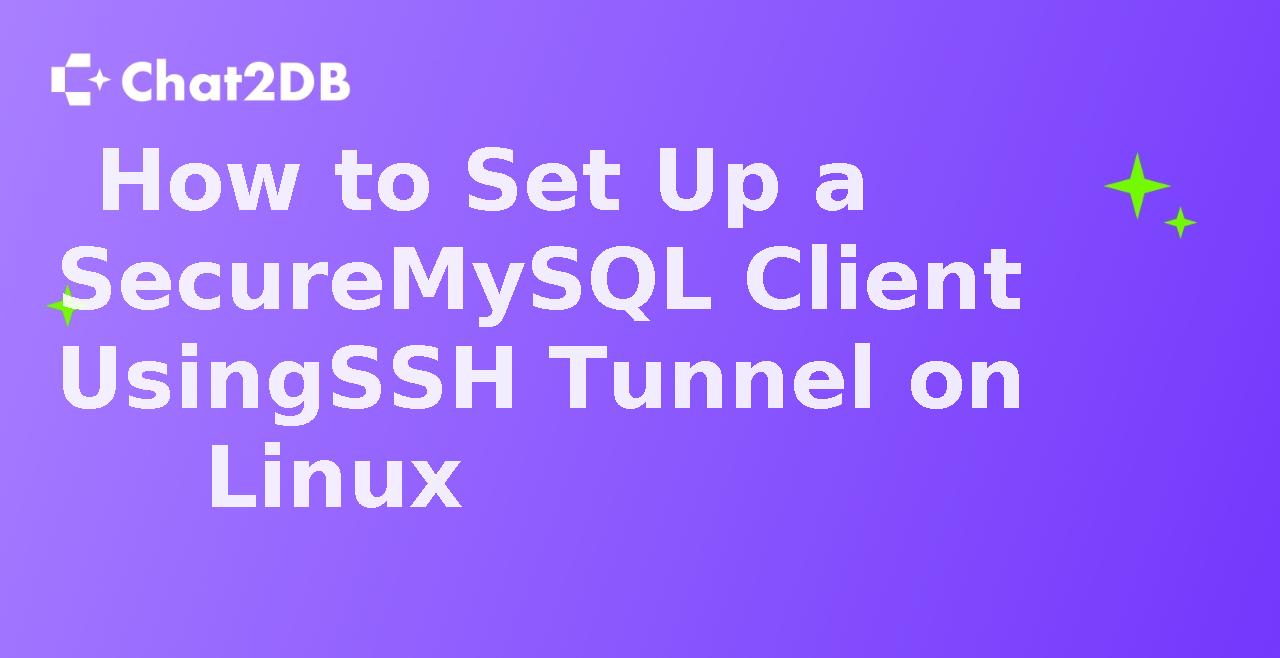 Chat2DB
How to Set Up a
SecureMySQL Client
UsingSSH Tunnel on
Linux